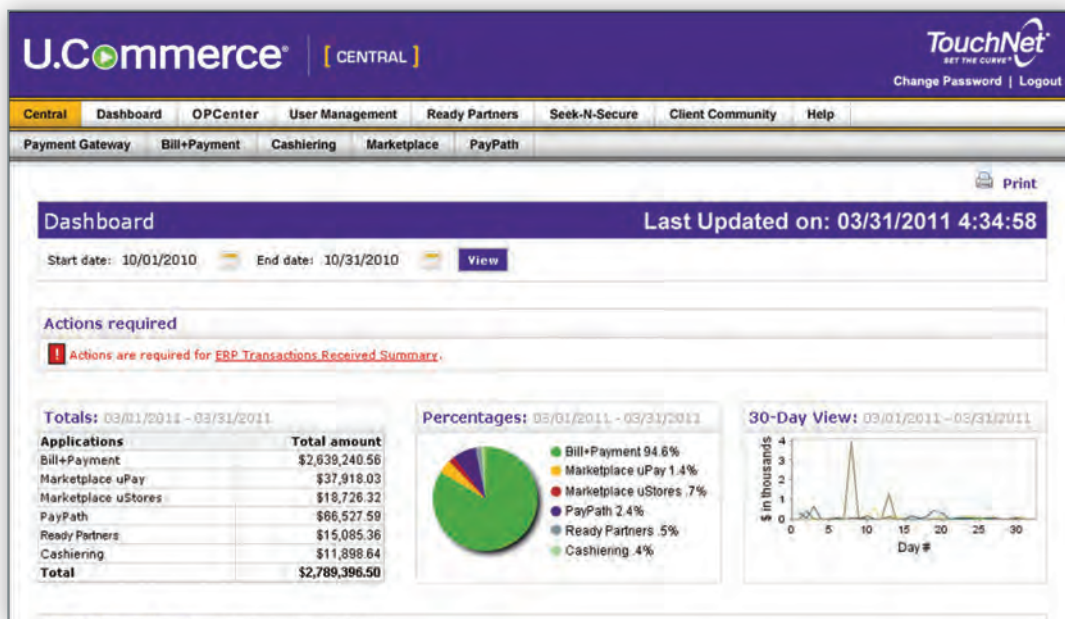 U.Commerce® [ CENTRAL ]
TouchNet®
SET THE CURVE®
Change Password | Logout
Central Dashboard OPCenter User Management Ready Partners Seek-N-Secure Client Community Help
Payment Gateway Bill+Payment Cashiering Marketplace PayPath
Print
Dashboard Last Updated on: 03/31/2011 4:34:58
Start date: 10/01/2010 End date: 10/31/2010 View
Actions required
! Actions are required for ERP Transactions Received Summary.
Totals: 03/01/2011 - 03/31/2011
Applications Total amount
Bill+Payment $2,639,240.56
Marketplace uPay $37,918.03
Marketplace uStores $18,726.32
PayPath $66,527.59
Ready Partners $15,085.36
Cashiering $11,898.64
Total $2,789,396.50
Percentages: 03/01/2011 - 03/31/2011
Bill+Payment 94.6%
Marketplace uPay 1.4%
Marketplace uStores .7%
PayPath 2.4%
Ready Partners .5%
Cashiering .4%
30-Day View: 03/01/2011 - 03/31/2011
$ in thousands
4
3
2
1
0
0 5 10 15 20 25 30
Day #